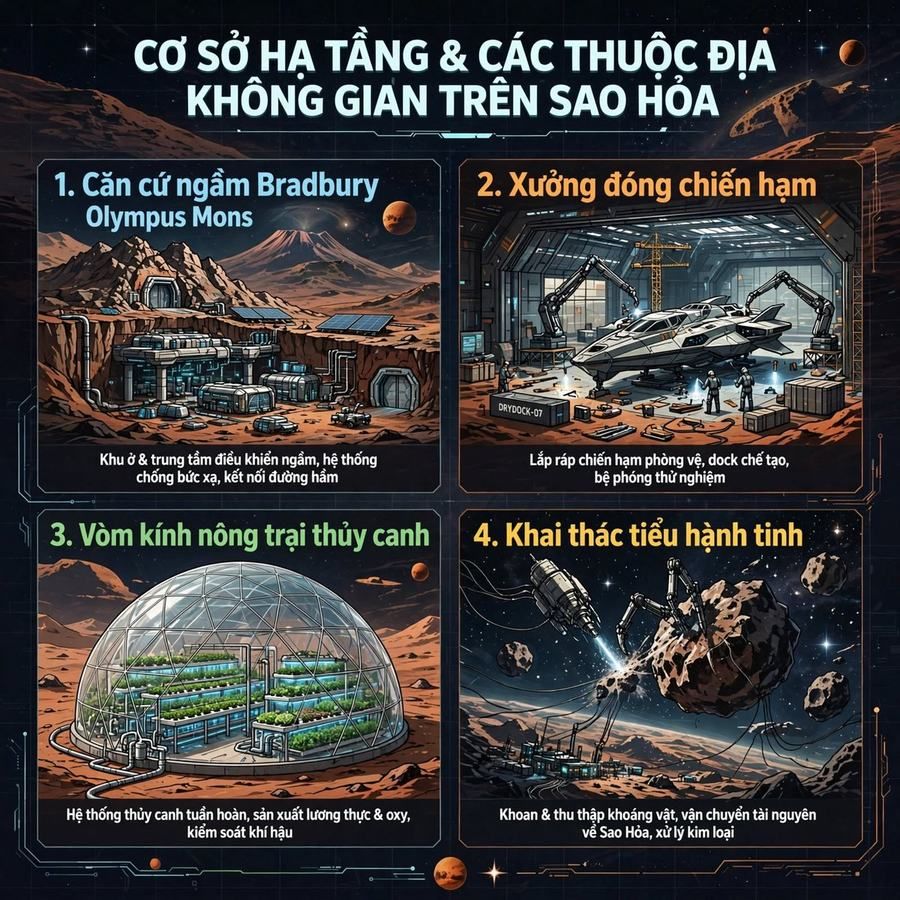 CƠ SỞ HẠ TẦNG & CÁC THUỘC ĐỊA
KHÔNG GIAN TRÊN SAO HỎA
1. Căn cứ ngầm Bradbury
Olympus Mons
Khu ở & trung tầm điều khiển ngầm, hệ thống
chống bức xạ, kết nối đường hầm
2. Xưởng đóng chiến hạm
DRYDOCK-07
Lắp ráp chiến hạm phòng vệ, dock chế tạo,
bệ phóng thử nghiệm
3. Vòm kính nông trại thủy canh
Hệ thống thủy canh tuần hoàn, sản xuất lương thực & oxy,
kiểm soát khí hậu
4. Khai thác tiểu hành tinh
Khoan & thu thập khoáng vật, vận chuyển tài nguyên
về Sao Hỏa, xử lý kim loại